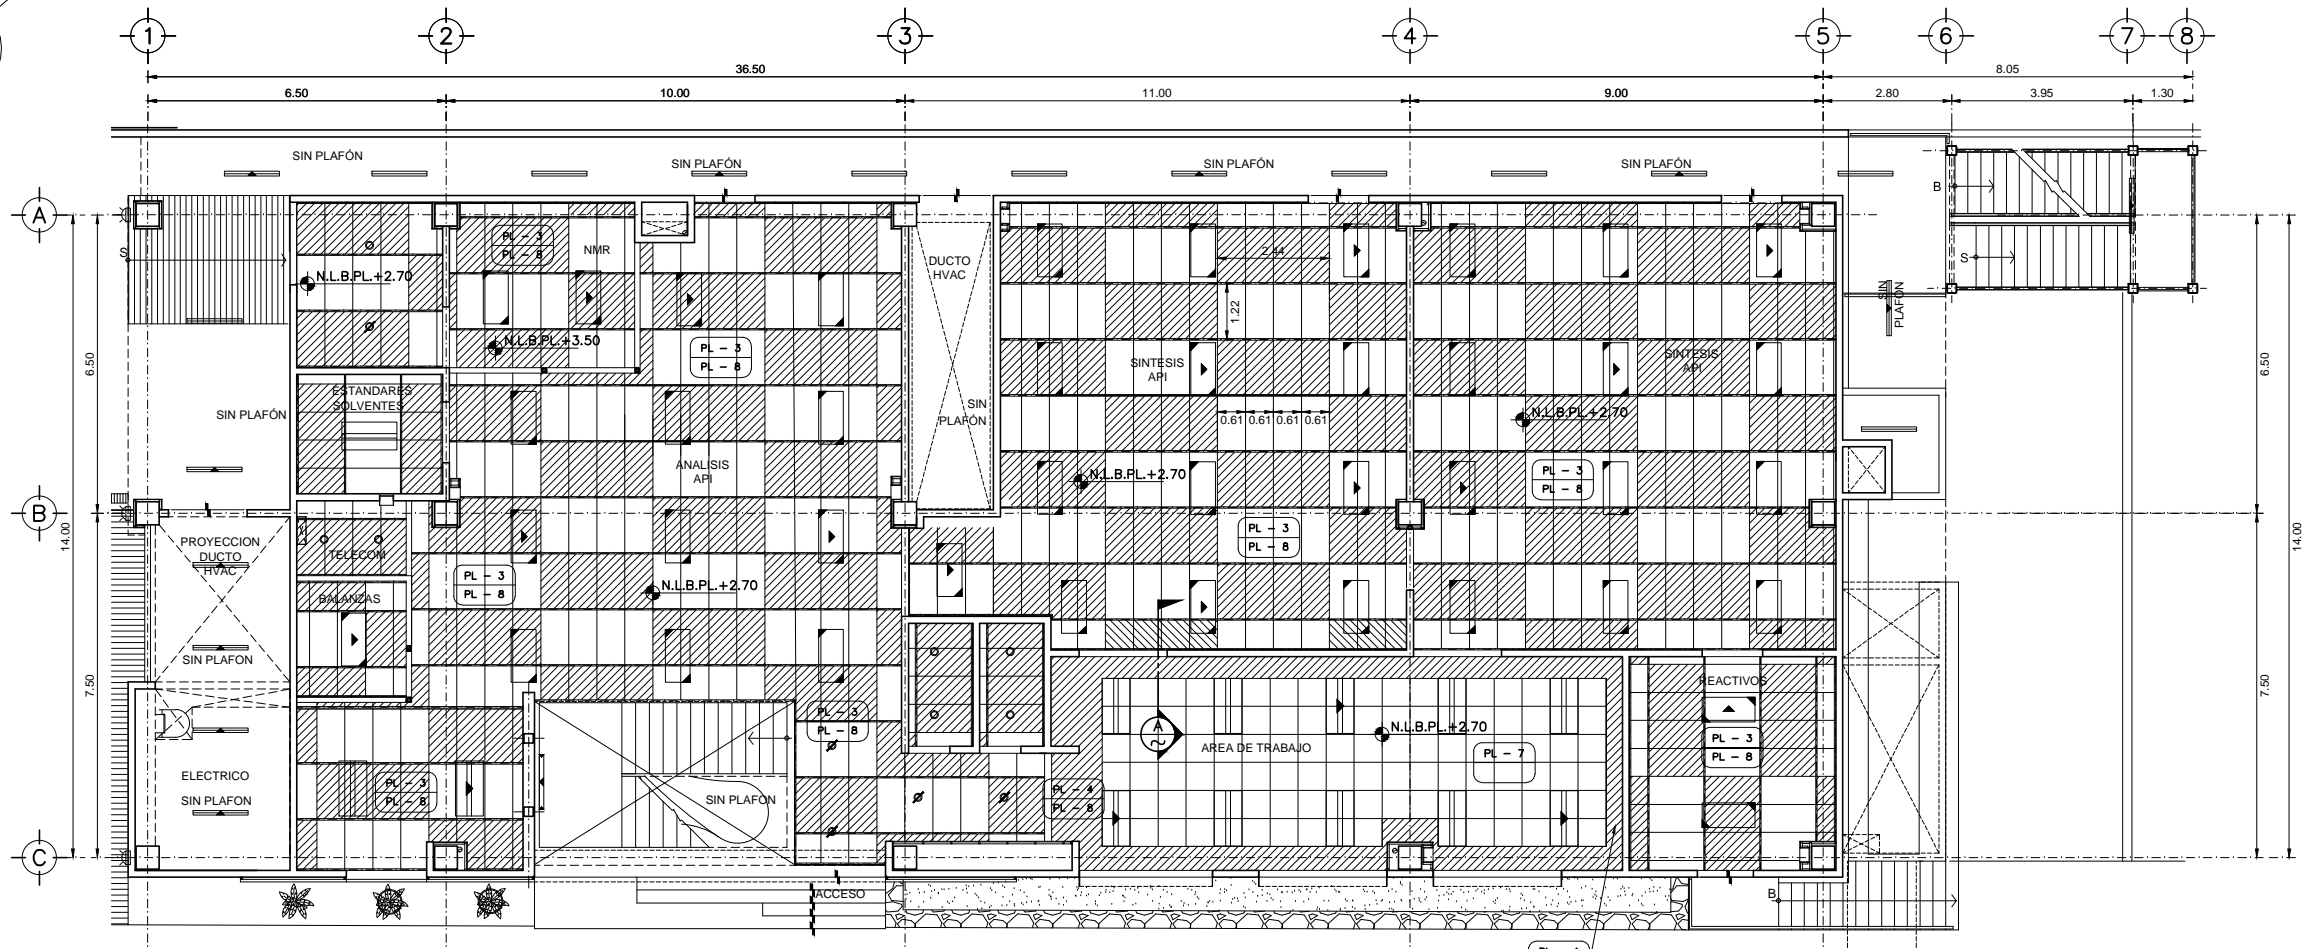 1 2 3 4 5 6 7 8
36.50 8.05
6.50 10.00 11.00 9.00 2.80 3.95 1.30
SIN PLAFÓN
SIN PLAFÓN
SIN PLAFÓN
SIN PLAFÓN
A
B
S
S
PL - 3
PL - 8
NMR
N.L.B.PL.+2.70
N.L.B.PL.+3.50
PL - 3
PL - 8
DUCTO
HVAC
2.44
1.22
SIN
PLAFÓN
6.50
6.50
SINTESIS
API
SINTESIS
API
ESTANDARES
SOLVENTES
SIN PLAFÓN
SIN
PLAFÓN
0.61 0.61 0.61 0.61
N.L.B.PL.+2.70
ANALISIS
API
N.L.B.PL.+2.70
PL - 3
PL - 8
B
14.00
14.00
PROYECCION
DUCTO
HVAC
TELECOM
PL - 3
PL - 8
PL - 3
PL - 8
N.L.B.PL.+2.70
BALANZAS
SIN PLAFON
7.50
7.50
REACTIVOS
PL - 3
PL - 8
A
N.L.B.PL.+2.70
AREA DE TRABAJO
PL - 7
PL - 3
PL - 8
ELECTRICO
SIN PLAFON
PL - 3
PL - 8
SIN PLAFON
PL - 4
PL - 8
C
ACCESO
B